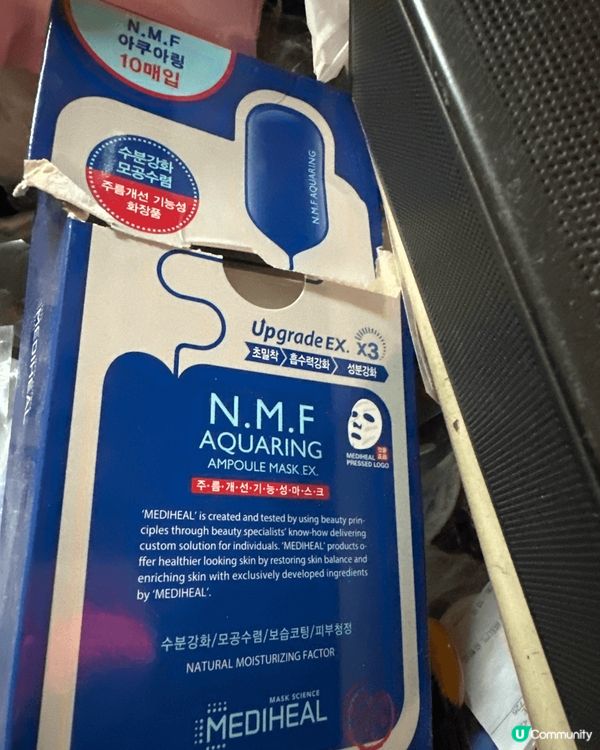 N.M.F
아쿠아링
10매입
수분강화
모공수렴
주름개선 기능성
화장품
N.M.F AQUARING
Upgrade EX. X3
초밀착 흡수력강화 성분강화
N.M.F
AQUARING
AMPOULE MASK EX.
주·름·개·선·기·능·성·마·스·크
MEDIHEAL
PRESSED LOGO
'MEDIHEAL' is created and tested by using beauty prin-
ciples through beauty specialists' know-how delivering
custom solution for individuals. 'MEDIHEAL' products o-
ffer healthier looking skin by restoring skin balance and
enriching skin with exclusively developed ingredients
by 'MEDIHEAL'.
수분강화/모공수렴/보습코팅/피부청정
NATURAL MOISTURIZING FACTOR
MASK SCIENCE
MEDIHEAL
MEDIHEAL
U Community